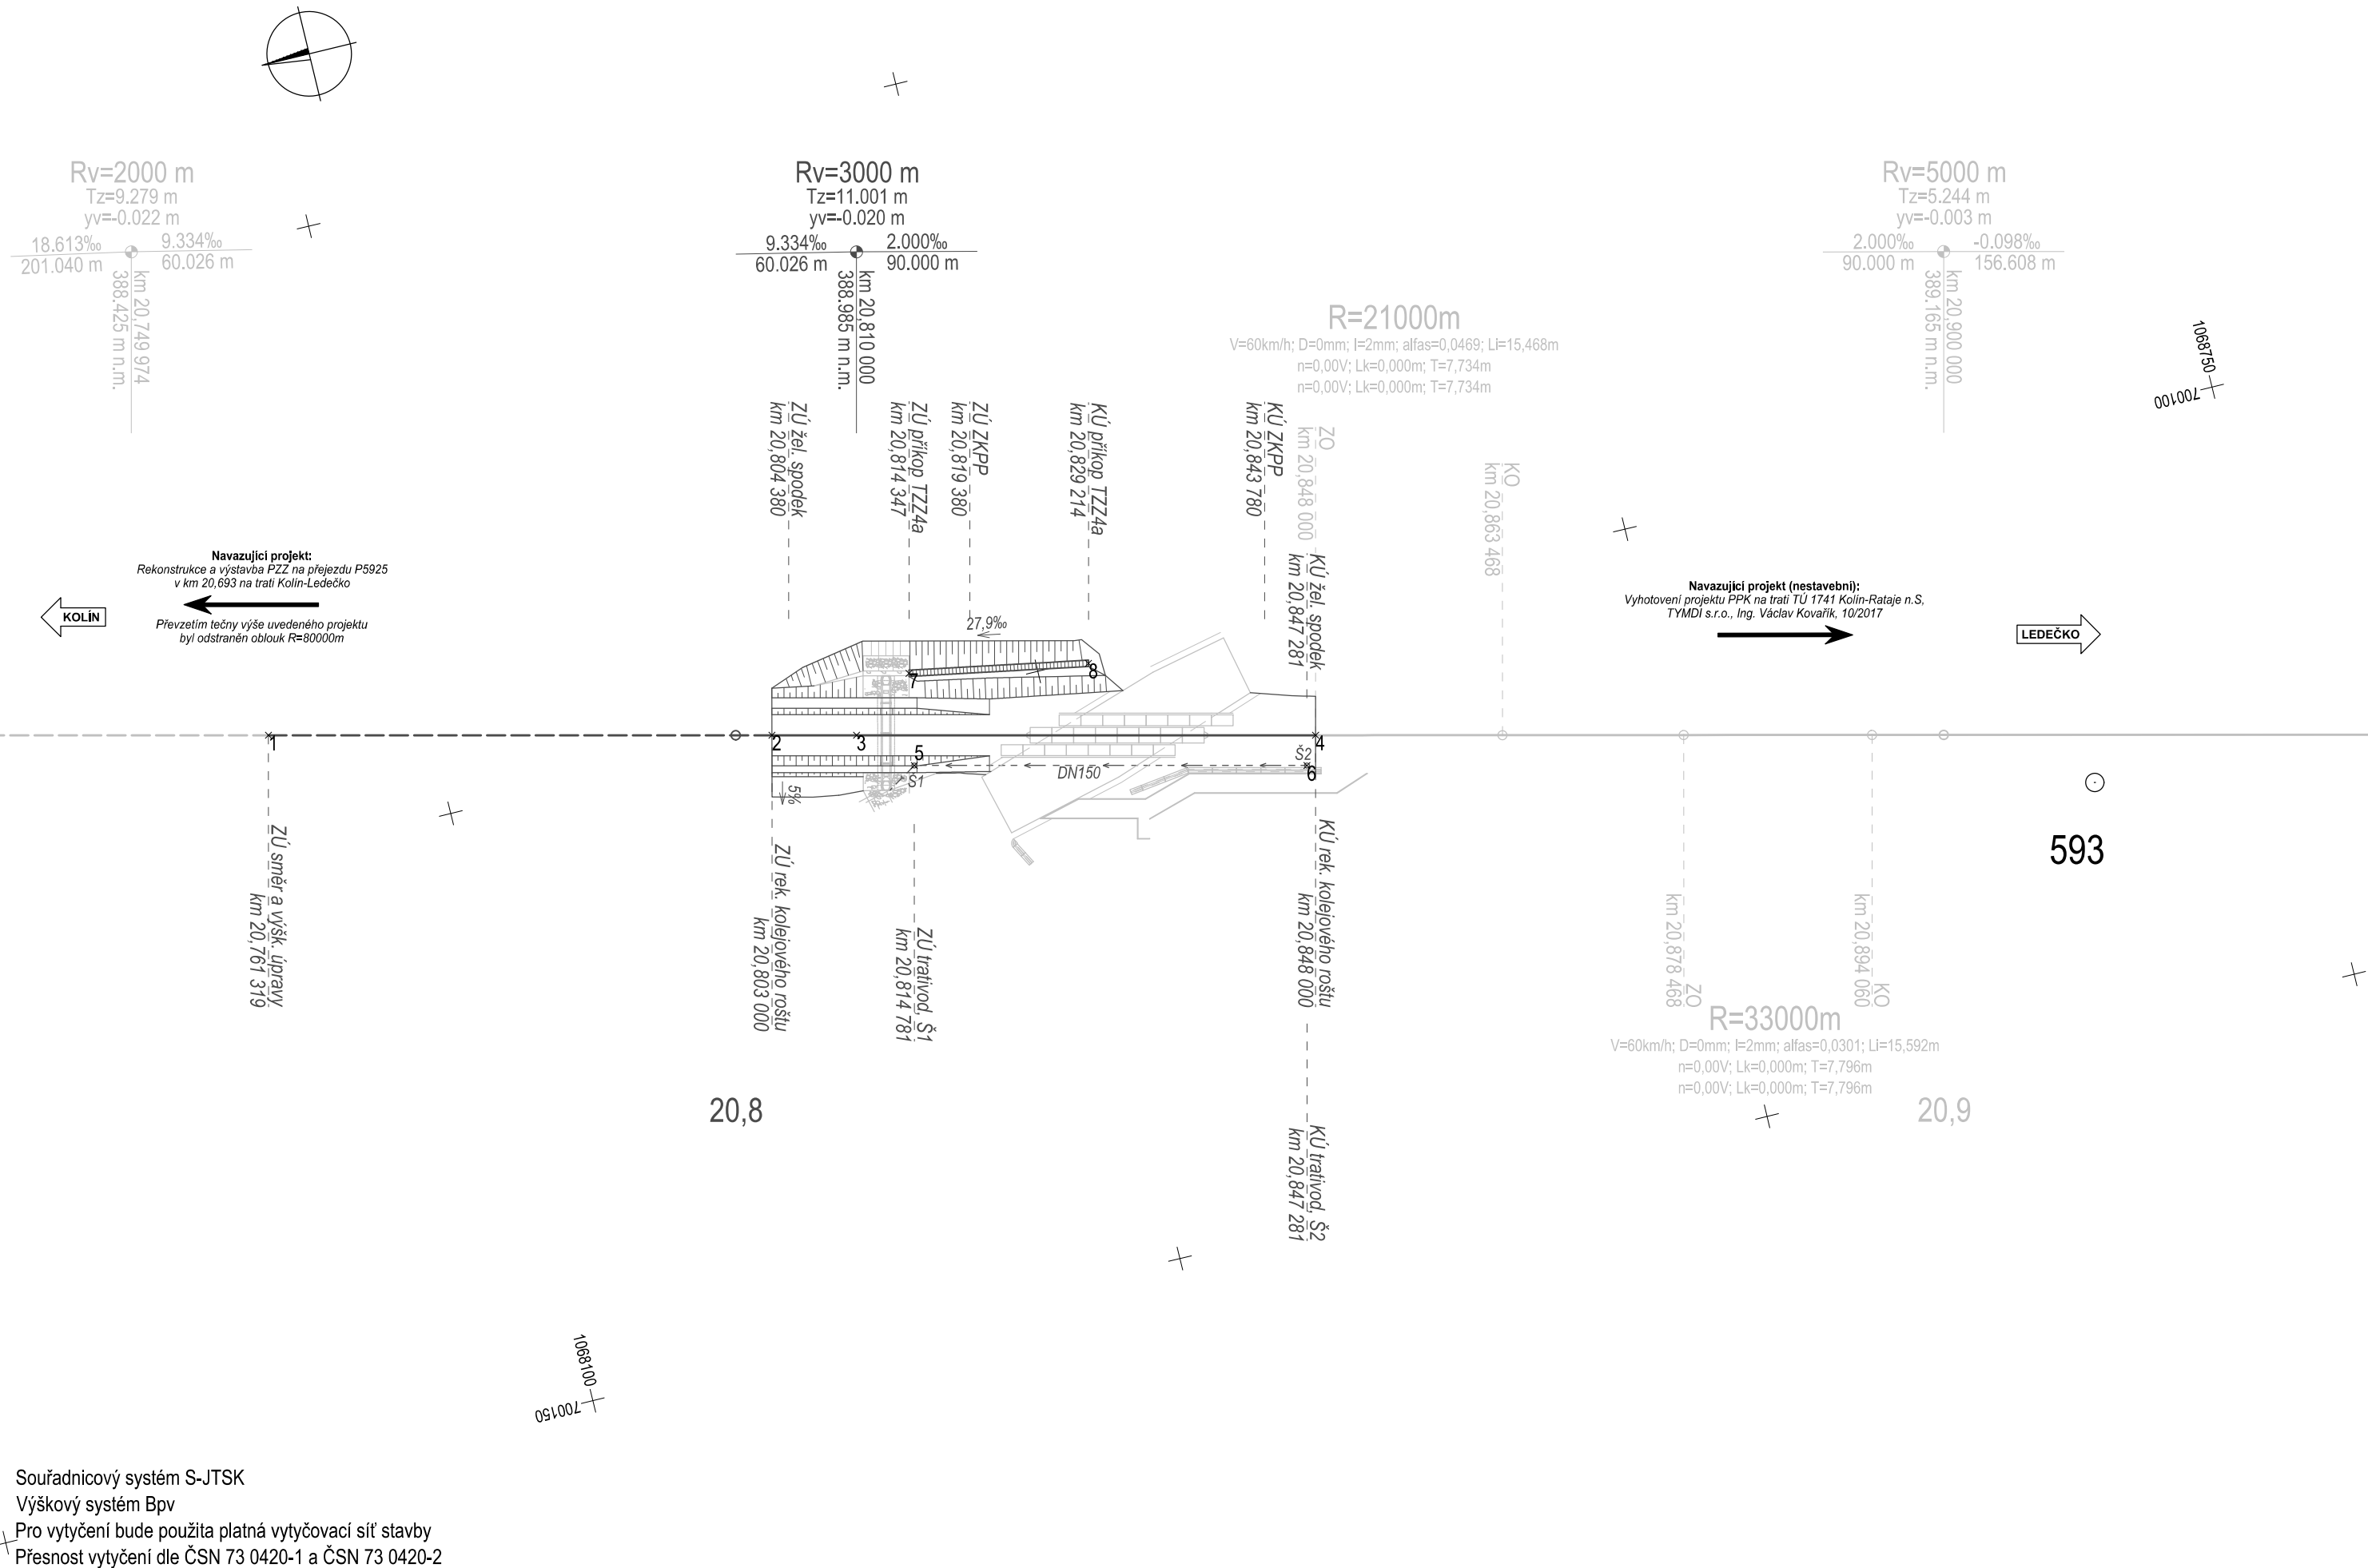 Rv=2000 m
Tz=9.279 m
yv=-0.022 m
18.613‰
9.334‰
201.040 m
60.026 m
km 20,749 974
388.425 m n.m.
Rv=3000 m
Tz=11.001 m
yv=-0.020 m
9.334‰
2.000‰
60.026 m
90.000 m
km 20,810 000
388.985 m n.m.
Rv=5000 m
Tz=5.244 m
yv=-0.003 m
2.000‰
-0.098‰
90.000 m
156.608 m
km 20,900 000
389.165 m n.m.
R=21000m
V=60km/h; D=0mm; I=2mm; alfas=0,0469; Li=15,468m
n=0,00V; Lk=0,000m; T=7,734m
n=0,00V; Lk=0,000m; T=7,734m
1068750
700100
ZÚ žel. spodek
km 20,804 380
ZÚ příkop TZZ4a
km 20,814 347
ZÚ ZKPP
km 20,819 380
KÚ příkop TZZ4a
km 20,829 214
KÚ ZKPP
km 20,843 780
ZO
km 20,848 000
KÚ žel. spodek
km 20,847 281
KO
km 20,863 468
Navazující projekt:
Rekonstrukce a výstavba PZZ na přejezdu P5925
v km 20,693 na trati Kolín-Ledečko
KOLÍN
Převzetím tečny výše uvedeného projektu
byl odstraněn oblouk R=80000m
Navazující projekt (nestavební):
Vyhotovení projektu PPK na trati TÚ 1741 Kolín-Rataje n.S,
TYMDI s.r.o., Ing. Václav Kovařík, 10/2017
LEDEČKO
27,9‰
7
8
1
2
3
4
5
6
Š2
Š1
DN150
5%
593
ZÚ směr a výšk. úpravy
km 20,761 319
ZÚ rek. kolejového roštu
km 20,803 000
ZÚ trativod, Š1
km 20,814 781
KÚ rek. kolejového roštu
km 20,848 000
KÚ trativod, Š2
km 20,847 281
ZO
km 20,878 468
KO
km 20,894 060
R=33000m
V=60km/h; D=0mm; I=2mm; alfas=0,0301; Li=15,592m
n=0,00V; Lk=0,000m; T=7,796m
n=0,00V; Lk=0,000m; T=7,796m
20,8
20,9
1068100
700150
Souřadnicový systém S-JTSK
Výškový systém Bpv
Pro vytyčení bude použita platná vytyčovací síť stavby
Přesnost vytyčení dle ČSN 73 0420-1 a ČSN 73 0420-2